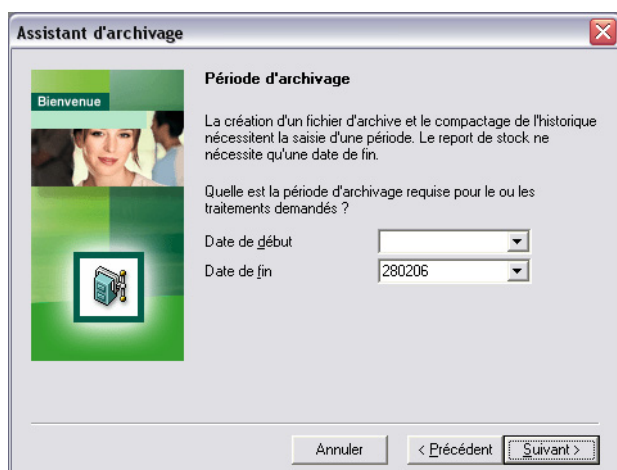 Assistant d'archivage
Bienvenue
Période d'archivage
La création d'un fichier d'archive et le compactage de l'historique
nécessitent la saisie d'une période. Le report de stock ne
nécessite qu'une date de fin.
Quelle est la période d'archivage requise pour le ou les
traitements demandés ?
Date de début
Date de fin 280206
Annuler < Précédent Suivant >